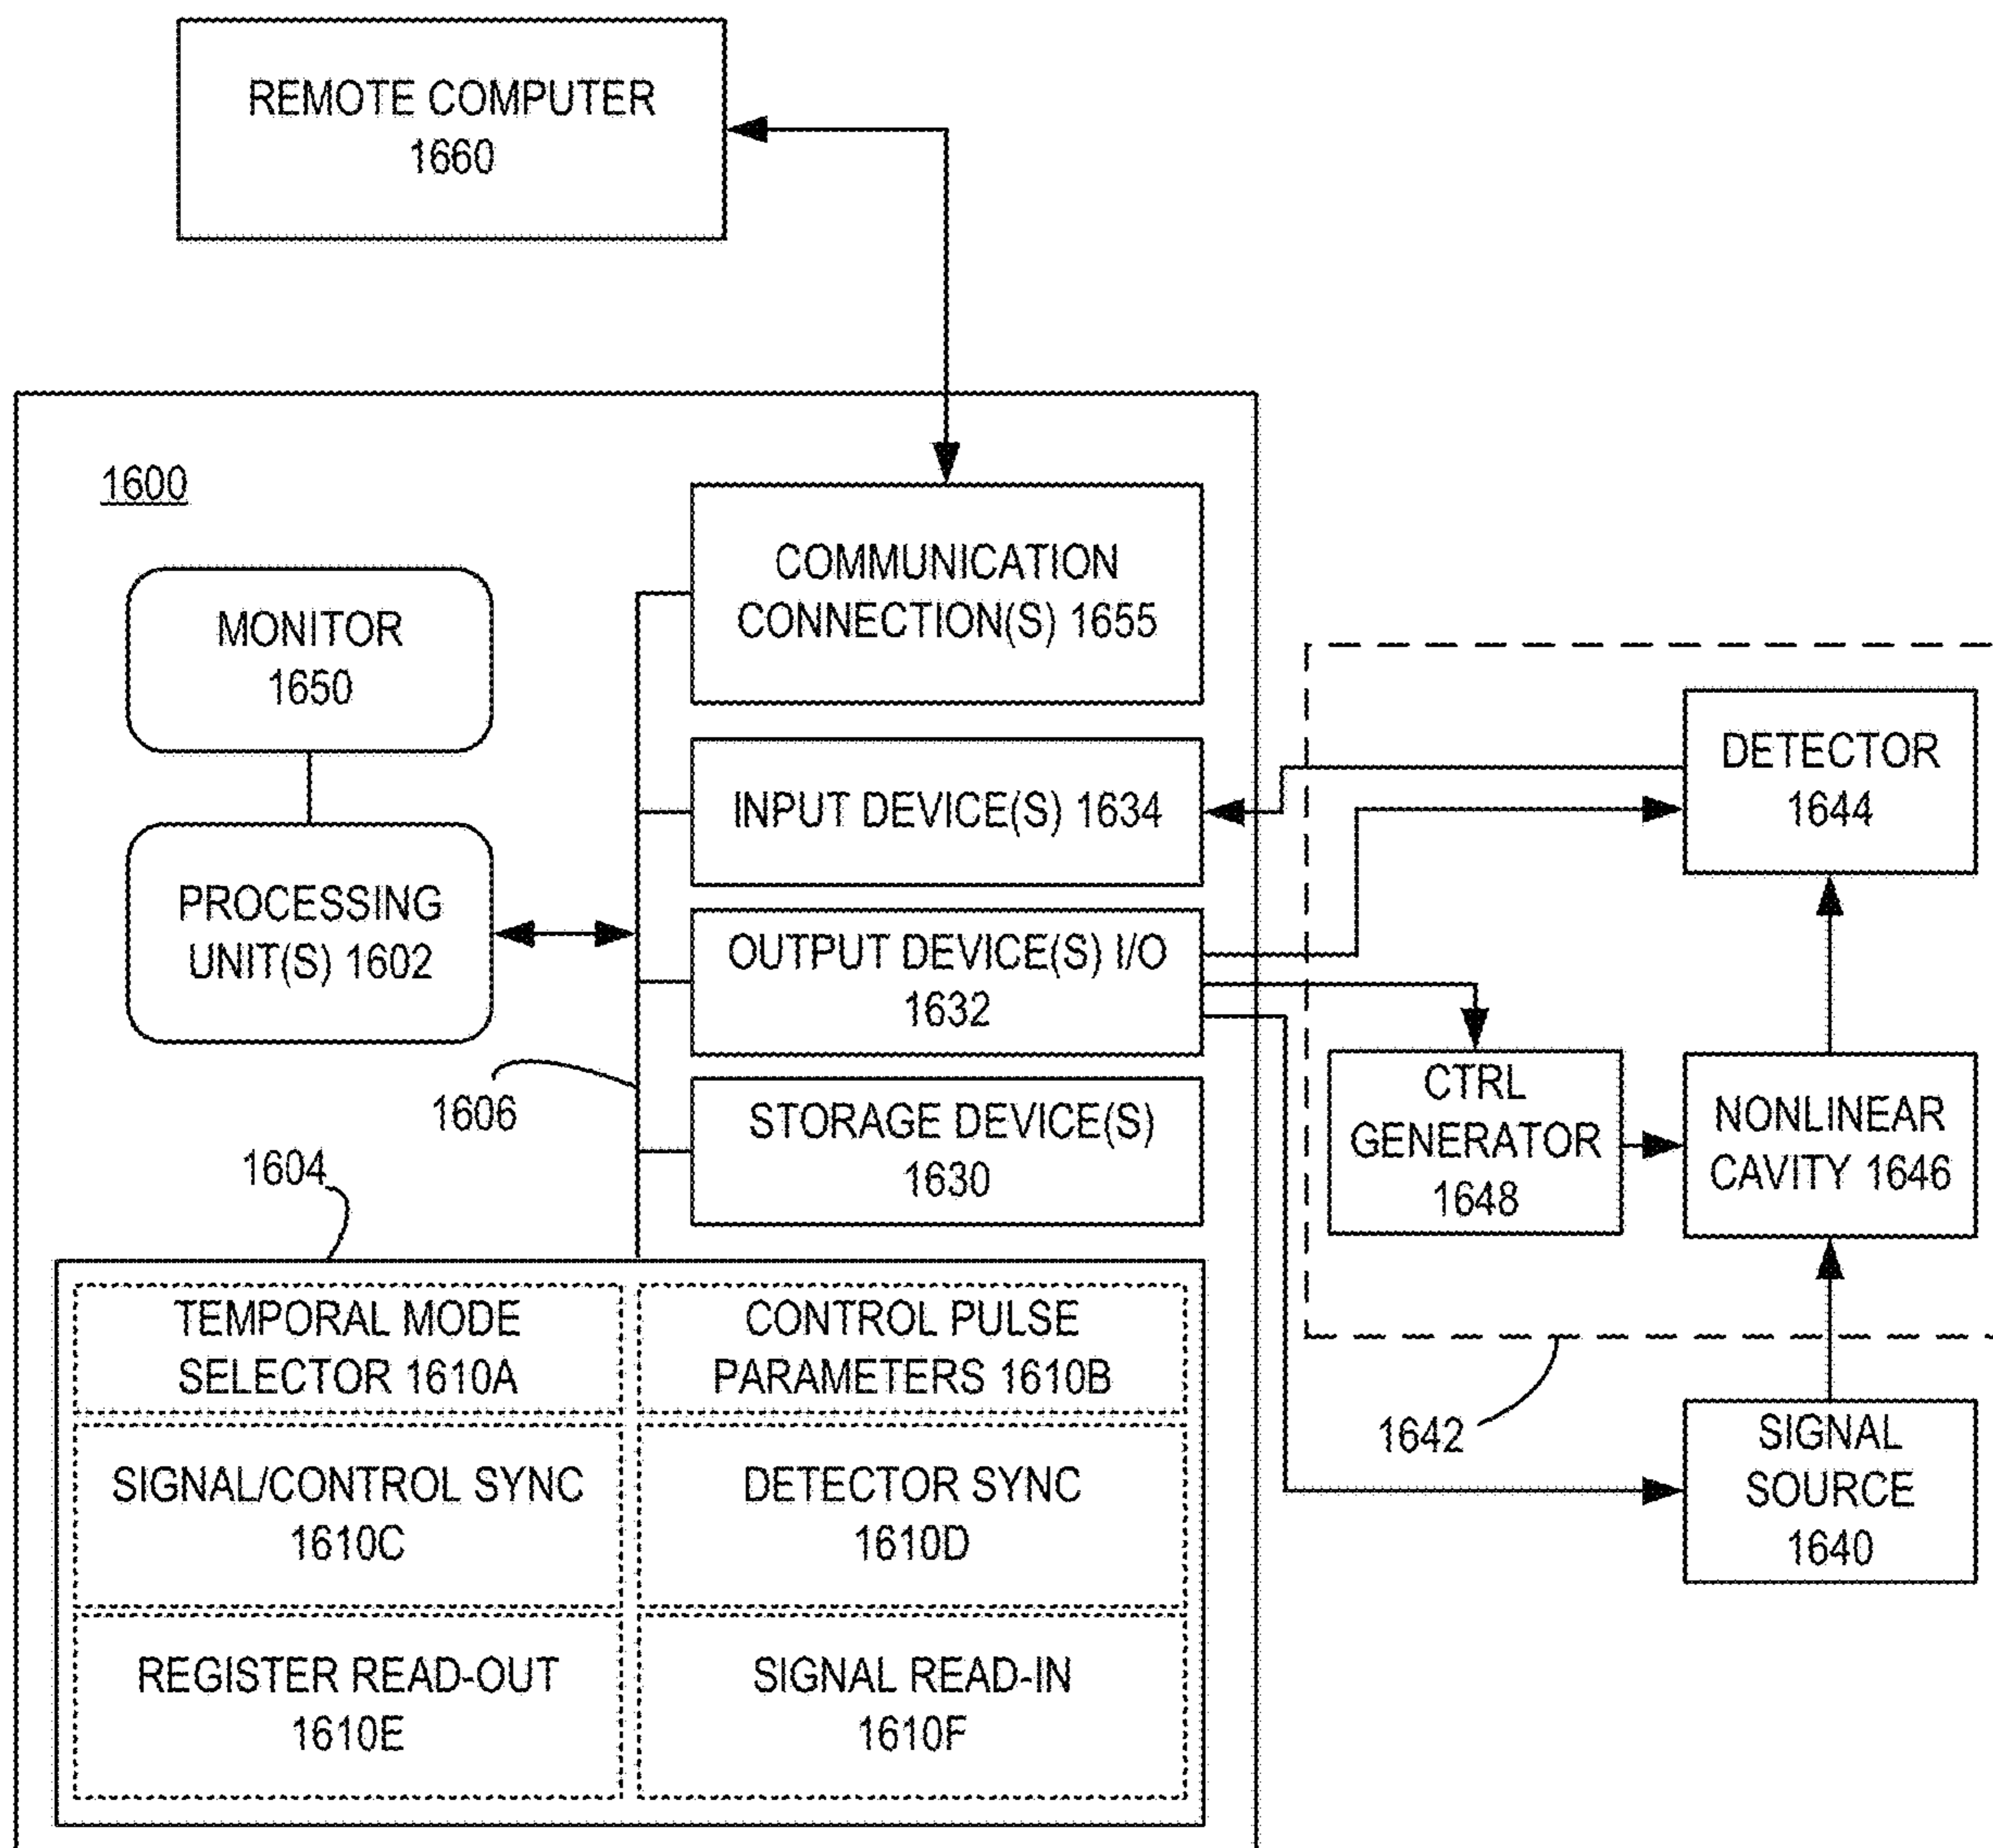 REMOTE COMPUTER
1660
1600
COMMUNICATION
CONNECTION(S) 1655
MONITOR
1650
DETECTOR
1644
INPUT DEVICE(S) 1634
PROCESSING
UNIT(S) 1602
OUTPUT DEVICE(S) I/O
1632
CTRL
GENERATOR
1648
NONLINEAR
CAVITY 1646
1606
STORAGE DEVICE(S)
1630
1604
TEMPORAL MODE
SELECTOR 1610A
CONTROL PULSE
PARAMETERS 1610B
1642
SIGNAL
SOURCE
1640
SIGNAL/CONTROL SYNC
1610C
DETECTOR SYNC
1610D
REGISTER READ-OUT
1610E
SIGNAL READ-IN
1610F